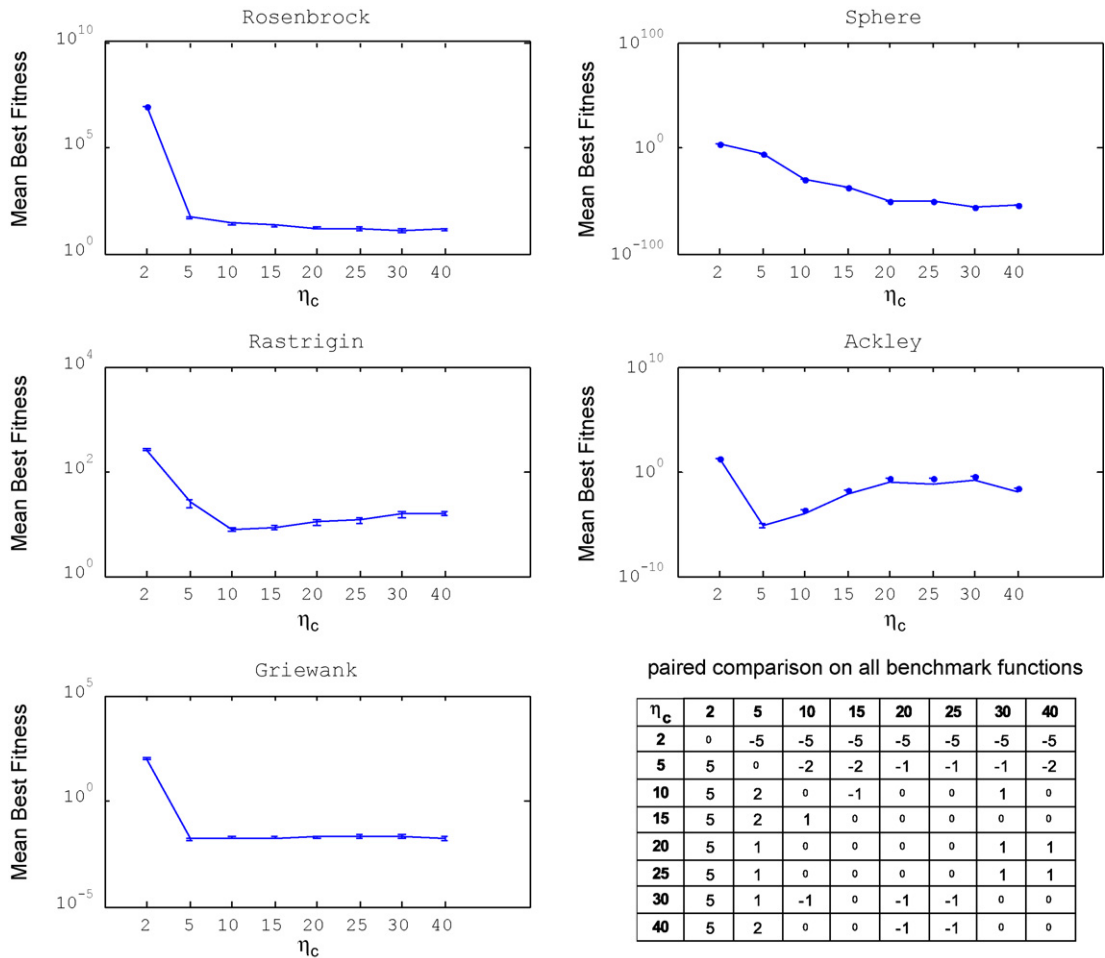 Rosenbrock
Mean Best Fitness
10^10
10^5
10^0
2 5 10 15 20 25 30 40
η_c
Sphere
Mean Best Fitness
10^100
10^0
10^-100
2 5 10 15 20 25 30 40
η_c
Rastrigin
Mean Best Fitness
10^4
10^2
10^0
2 5 10 15 20 25 30 40
η_c
Ackley
Mean Best Fitness
10^10
10^0
10^-10
2 5 10 15 20 25 30 40
η_c
Griewank
Mean Best Fitness
10^5
10^0
10^-5
2 5 10 15 20 25 30 40
η_c
paired comparison on all benchmark functions
η_c 2 5 10 15 20 25 30 40
2 0 -5 -5 -5 -5 -5 -5 -5
5 5 0 -2 -2 -1 -1 -1 -2
10 5 2 0 -1 0 0 1 0
15 5 2 1 0 0 0 0 0
20 5 1 0 0 0 0 1 1
25 5 1 0 0 0 0 1 1
30 5 1 -1 0 -1 -1 0 0
40 5 2 0 0 -1 -1 0 0